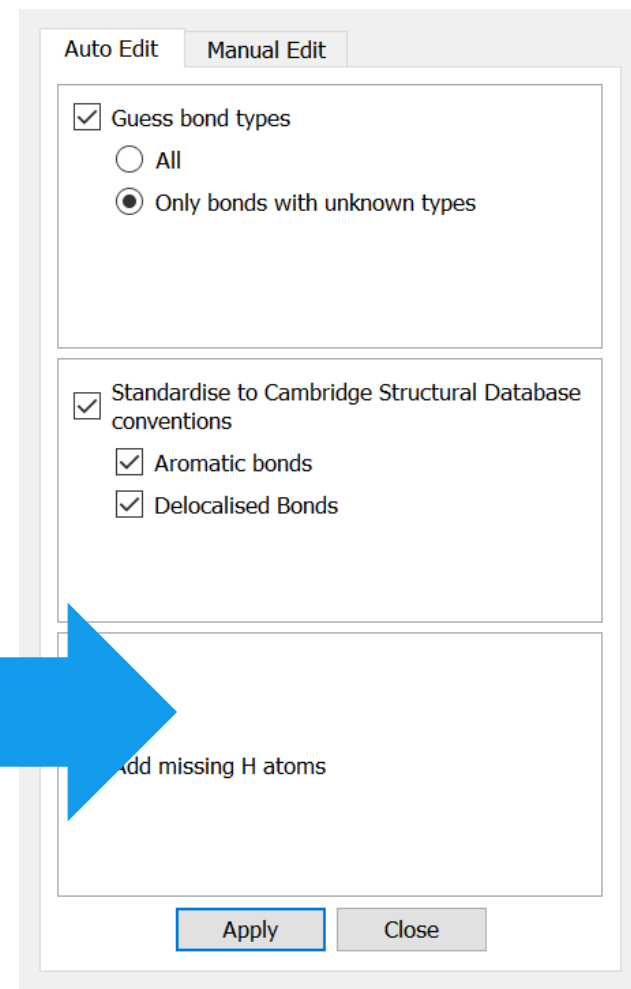 Auto Edit Manual Edit
Guess bond types
All
Only bonds with unknown types
Standardise to Cambridge Structural Database
conventions
Aromatic bonds
Delocalised Bonds
Add missing H atoms
Apply Close